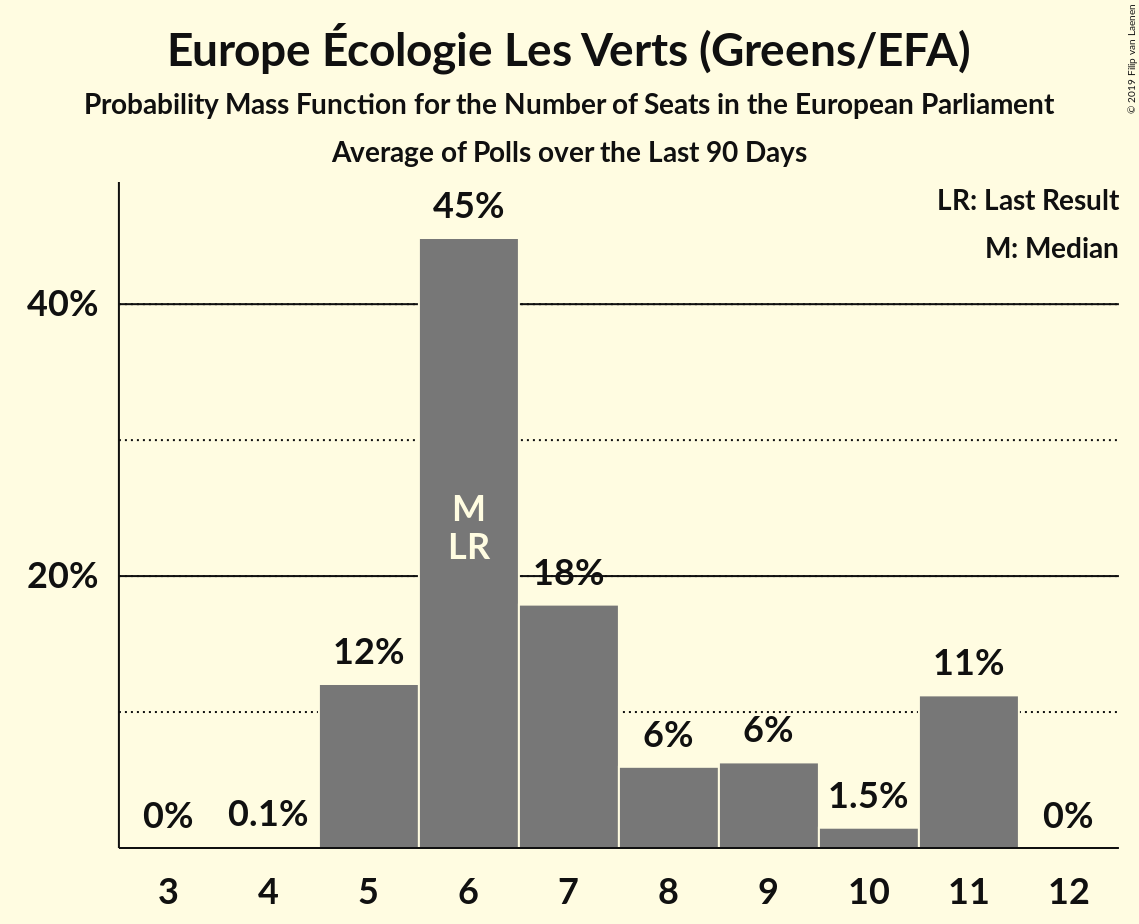 Europe Écologie Les Verts (Greens/EFA)
Probability Mass Function for the Number of Seats in the European Parliament
Average of Polls over the Last 90 Days
© 2019 Filip van Laenen
LR: Last Result
M: Median
45%
40%
M
LR
20%
18%
12%
11%
6%
6%
1.5%
0%
0.1%
0%
3 4 5 6 7 8 9 10 11 12